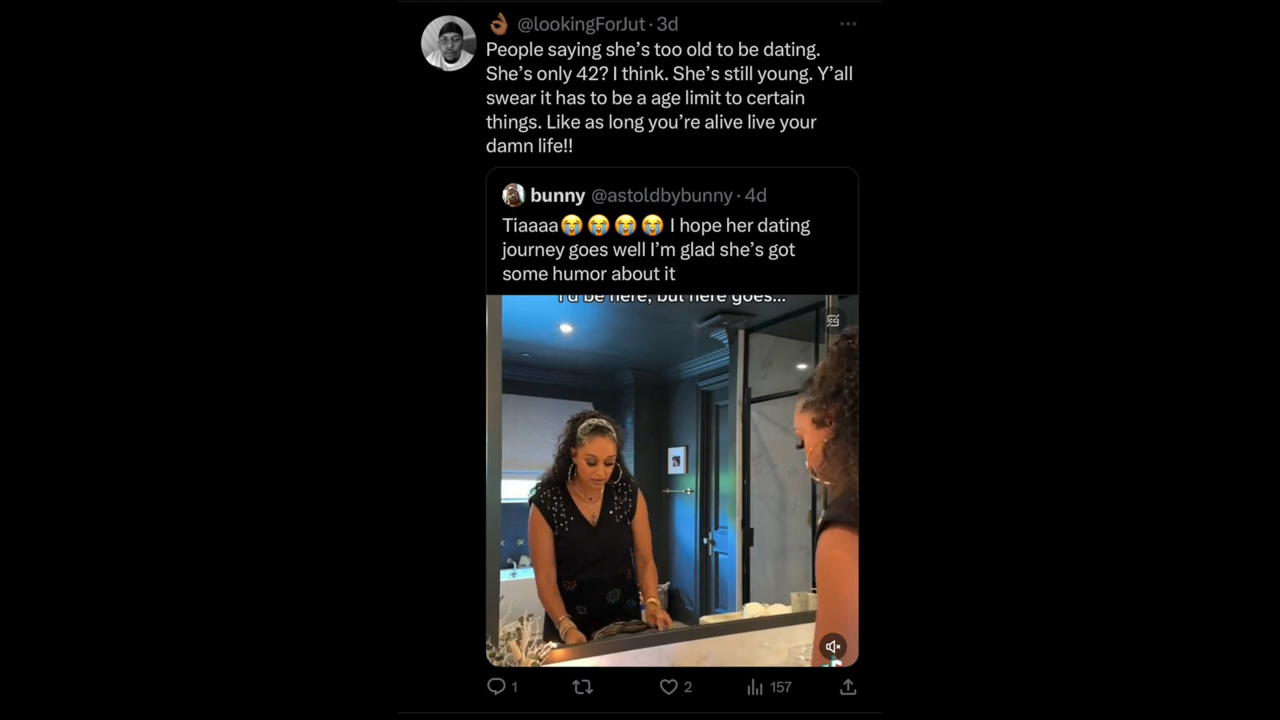 👌🏾 @lookingForJut · 3d
People saying she's too old to be dating.
She's only 42? I think. She's still young. Y'all
swear it has to be a age limit to certain
things. Like as long you're alive live your
damn life!!
bunny @astoldbybunny · 4d
Tiaaaa😭😭😭😭 I hope her dating
journey goes well I'm glad she's got
some humor about it
I'd be here, but here goes...
1 2 157